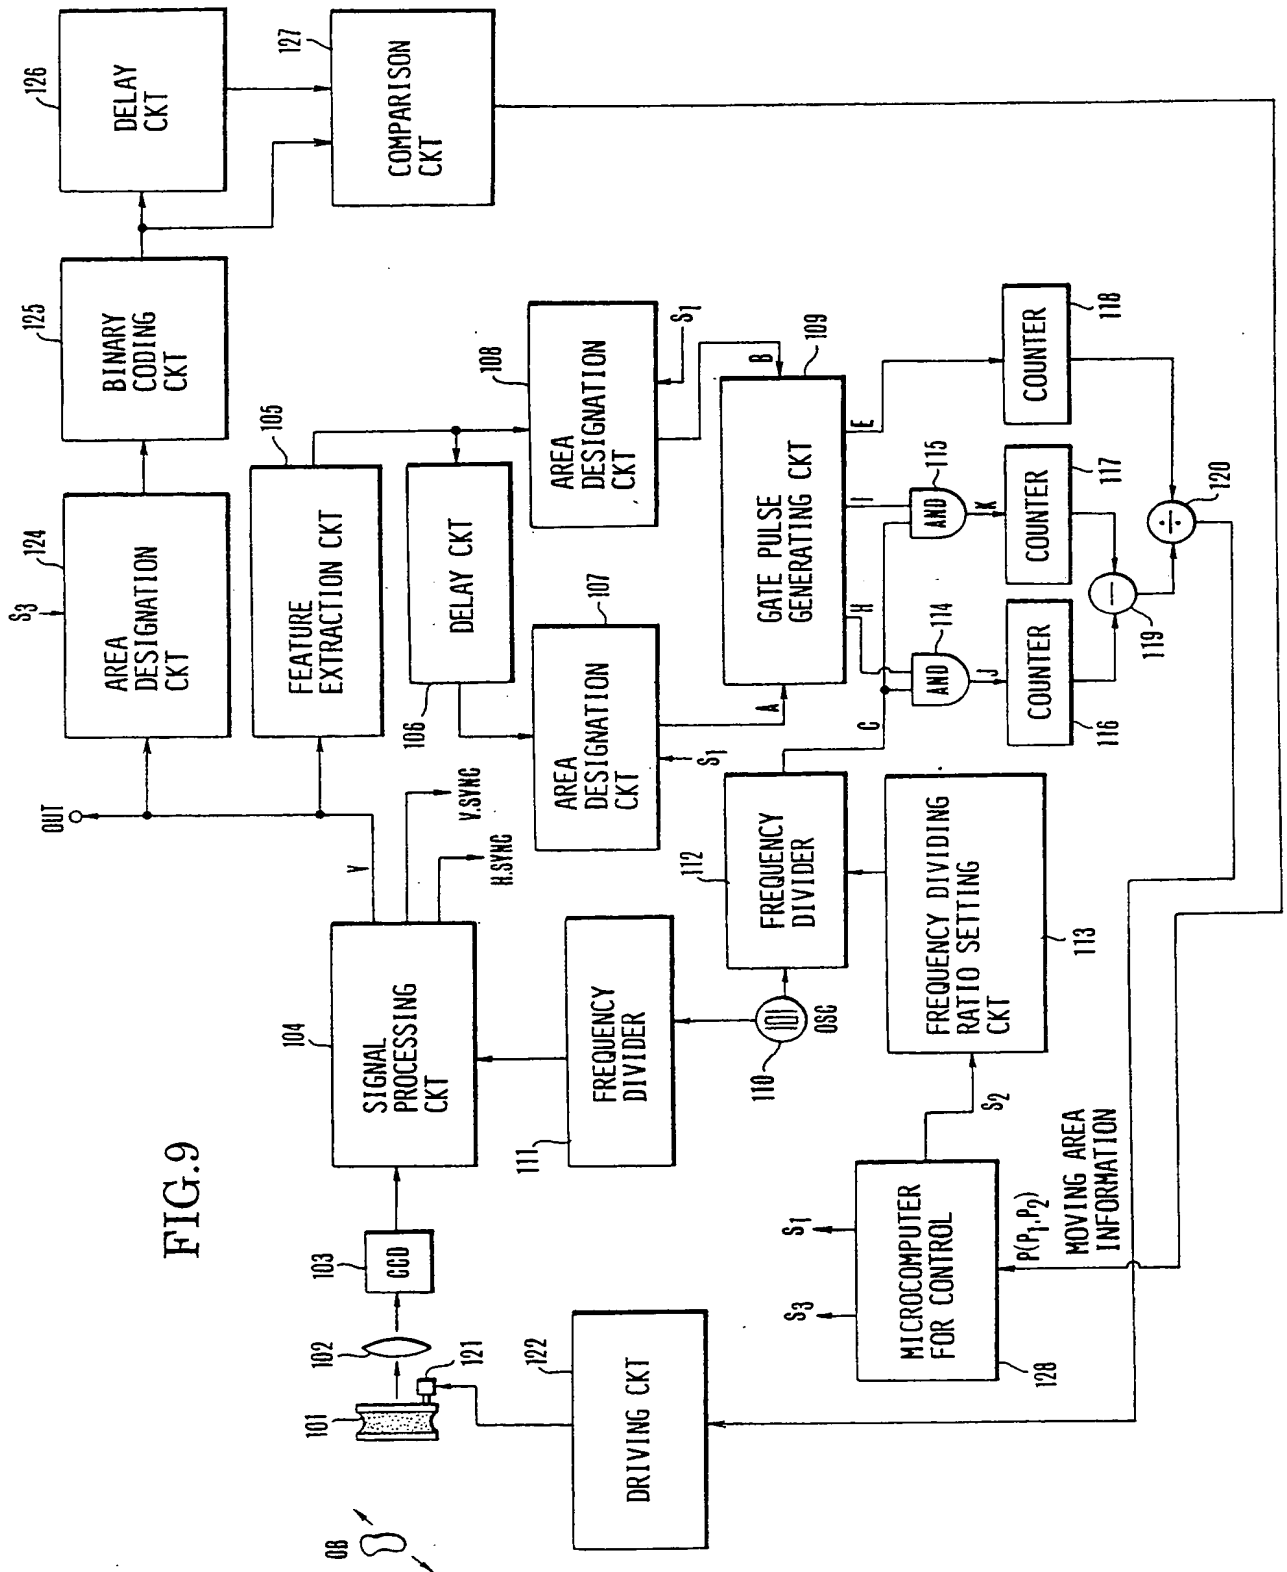 FIG.9
OB
101
102
121
103
CCD
104
SIGNAL
PROCESSING
CKT
V
OUT
H.SYNC
V.SYNC
S3
124
AREA
DESIGNATION
CKT
125
BINARY
CODING
CKT
126
DELAY
CKT
127
COMPARISON
CKT
105
FEATURE
EXTRACTION CKT
106
DELAY CKT
107
AREA
DESIGNATION
CKT
S1
108
AREA
DESIGNATION
CKT
S1
A
B
109
GATE PULSE
GENERATING CKT
111
FREQUENCY
DIVIDER
110
OSC
112
FREQUENCY
DIVIDER
113
FREQUENCY DIVIDING
RATIO SETTING
CKT
C
H
I
E
114
AND
115
AND
J
K
116
COUNTER
117
COUNTER
118
COUNTER
119
−
120
÷
122
DRIVING CKT
128
MICROCOMPUTER
FOR CONTROL
S3
S1
S2
P(P1,P2)
MOVING AREA
INFORMATION